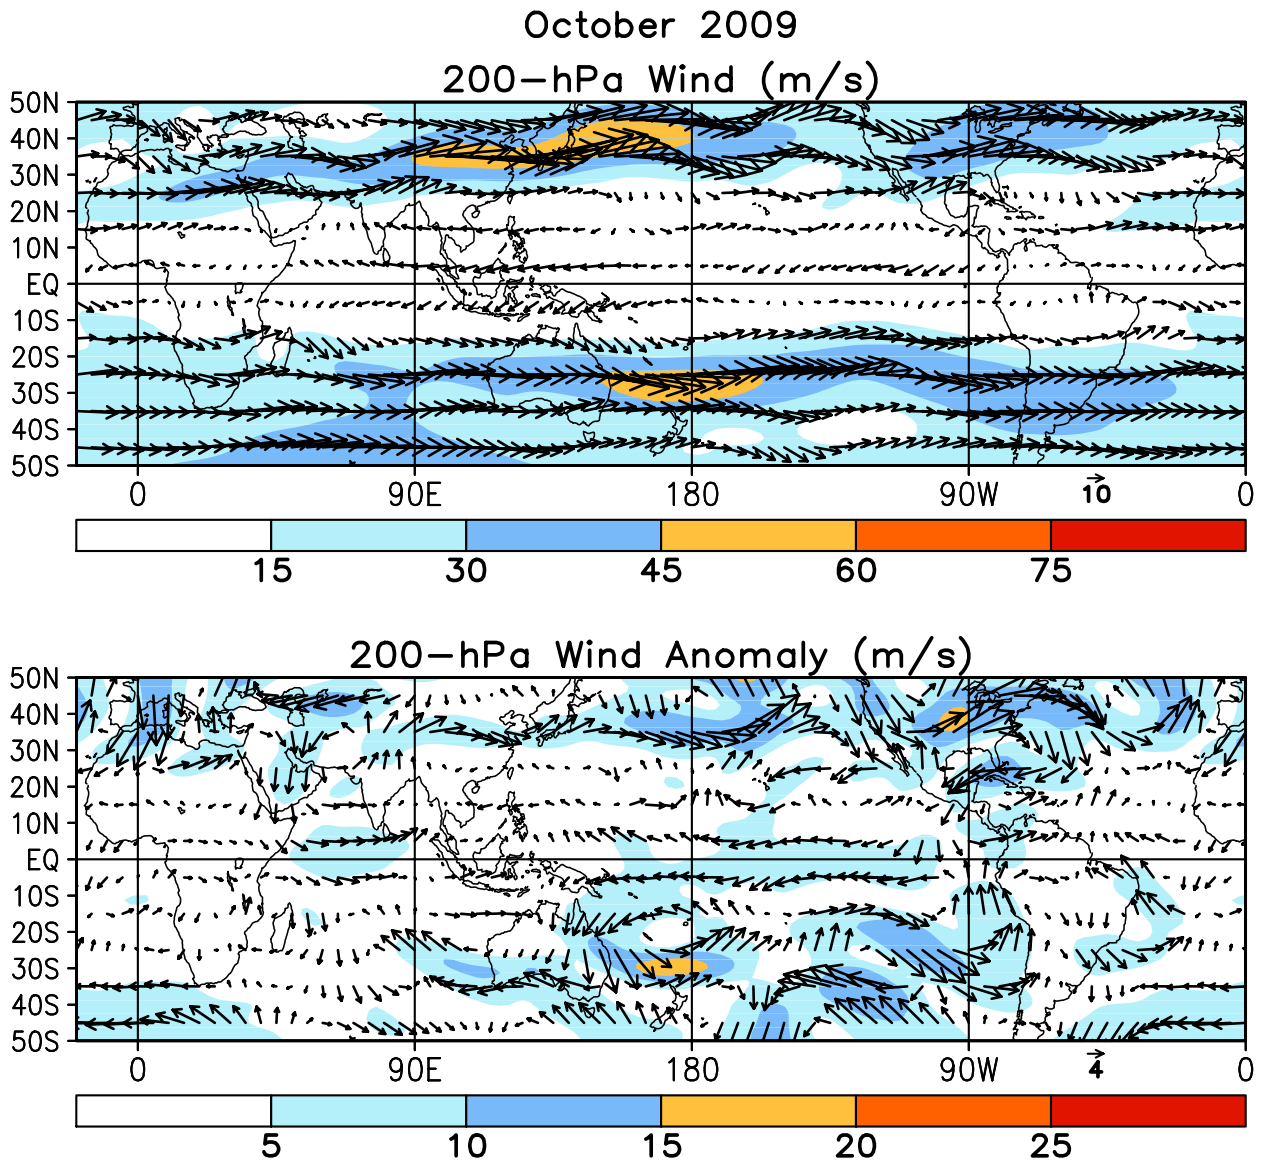 October 2009
200-hPa Wind (m/s)
50N
40N
30N
20N
10N
EQ
10S
20S
30S
40S
50S
0 90E 180 90W 10 0
15 30 45 60 75
200-hPa Wind Anomaly (m/s)
50N
40N
30N
20N
10N
EQ
10S
20S
30S
40S
50S
0 90E 180 90W 4 0
5 10 15 20 25